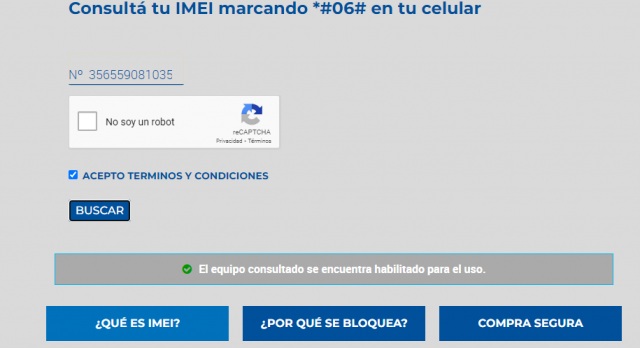 Consultá tu IMEI marcando *#06# en tu celular
Nº 356559081035
No soy un robot
reCAPTCHA
Privacidad - Términos
ACEPTO TERMINOS Y CONDICIONES
BUSCAR
El equipo consultado se encuentra habilitado para el uso.
¿QUÉ ES IMEI?
¿POR QUÉ SE BLOQUEA?
COMPRA SEGURA